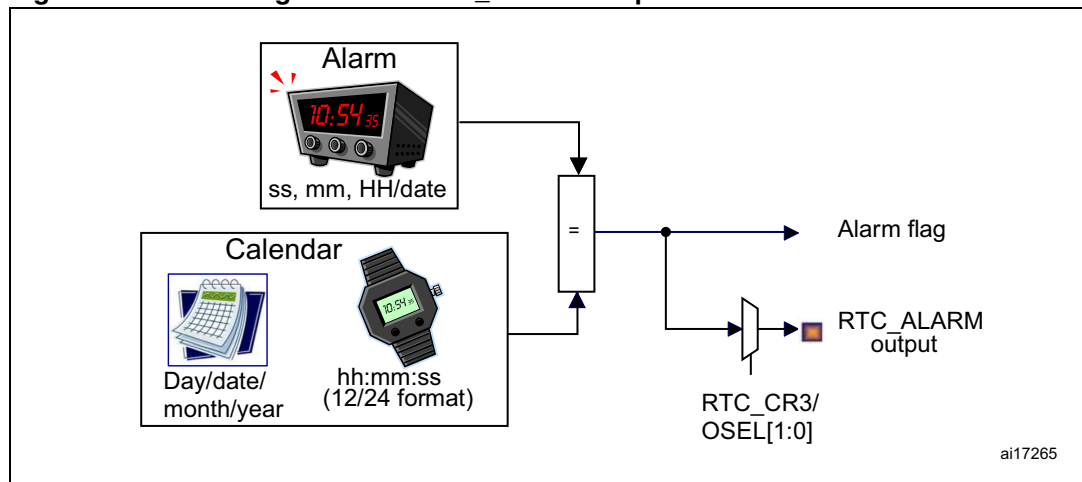 Alarm
10:54 35
ss, mm, HH/date
=
Alarm flag
Calendar
10:54 35
Day/date/
month/year
hh:mm:ss
(12/24 format)
RTC_ALARM
output
RTC_CR3/
OSEL[1:0]
ai17265